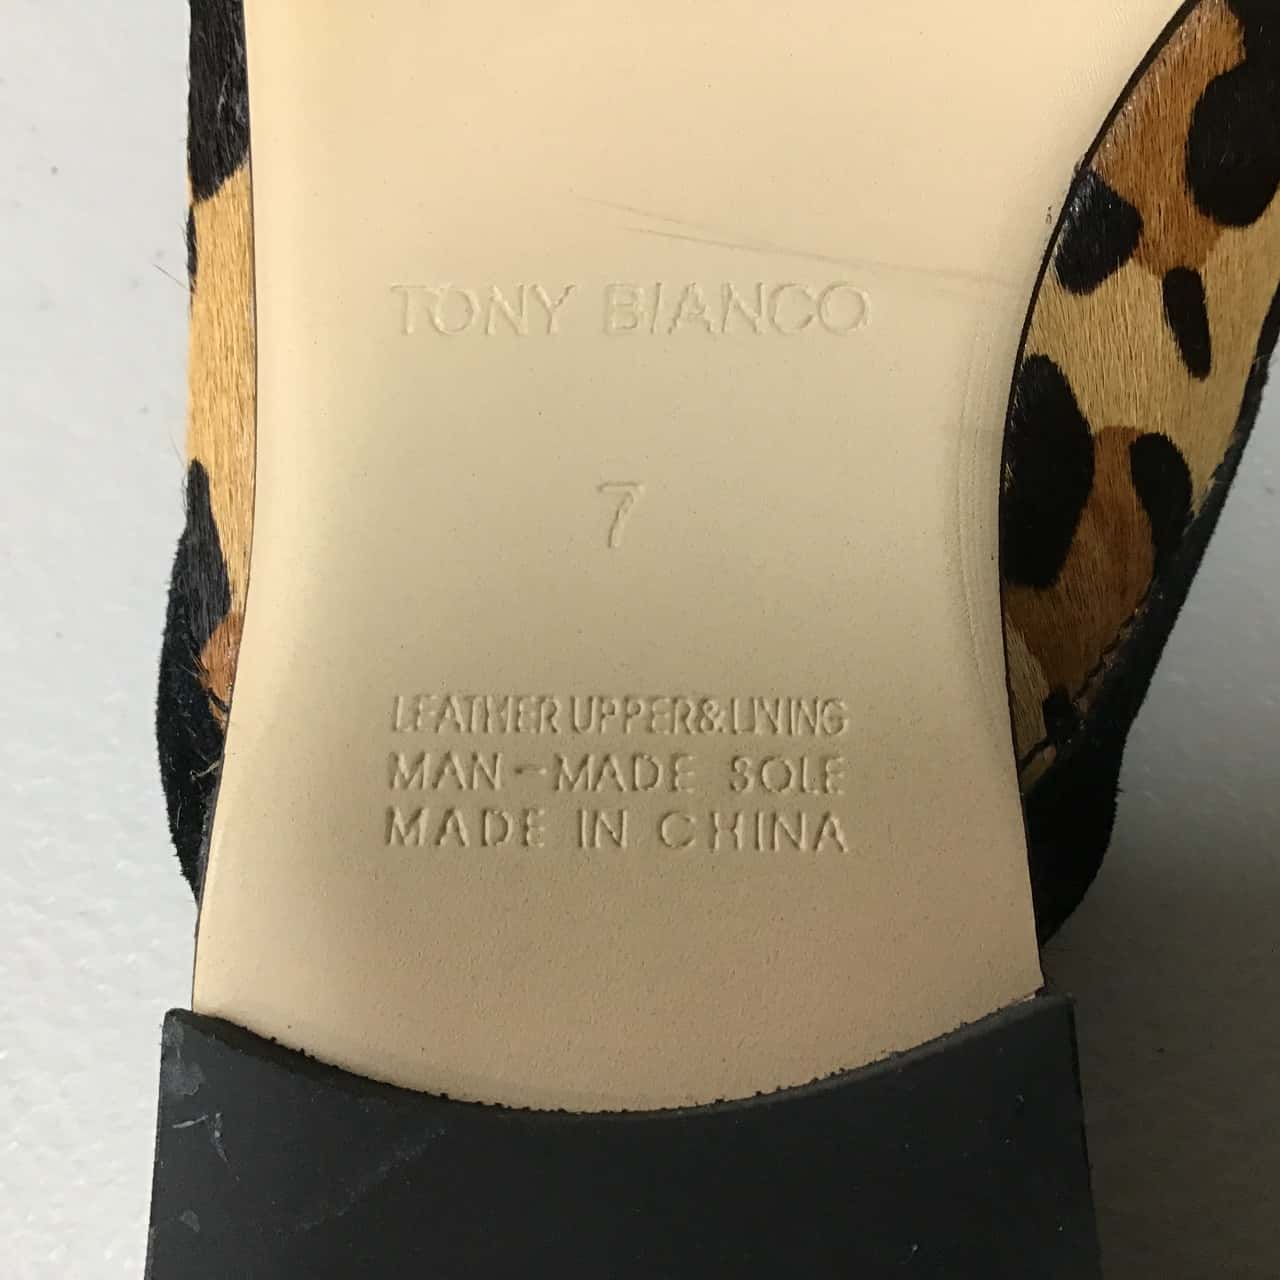 TONY BIANCO
7
LEATHER UPPER&LINING
MAN-MADE SOLE
MADE IN CHINA